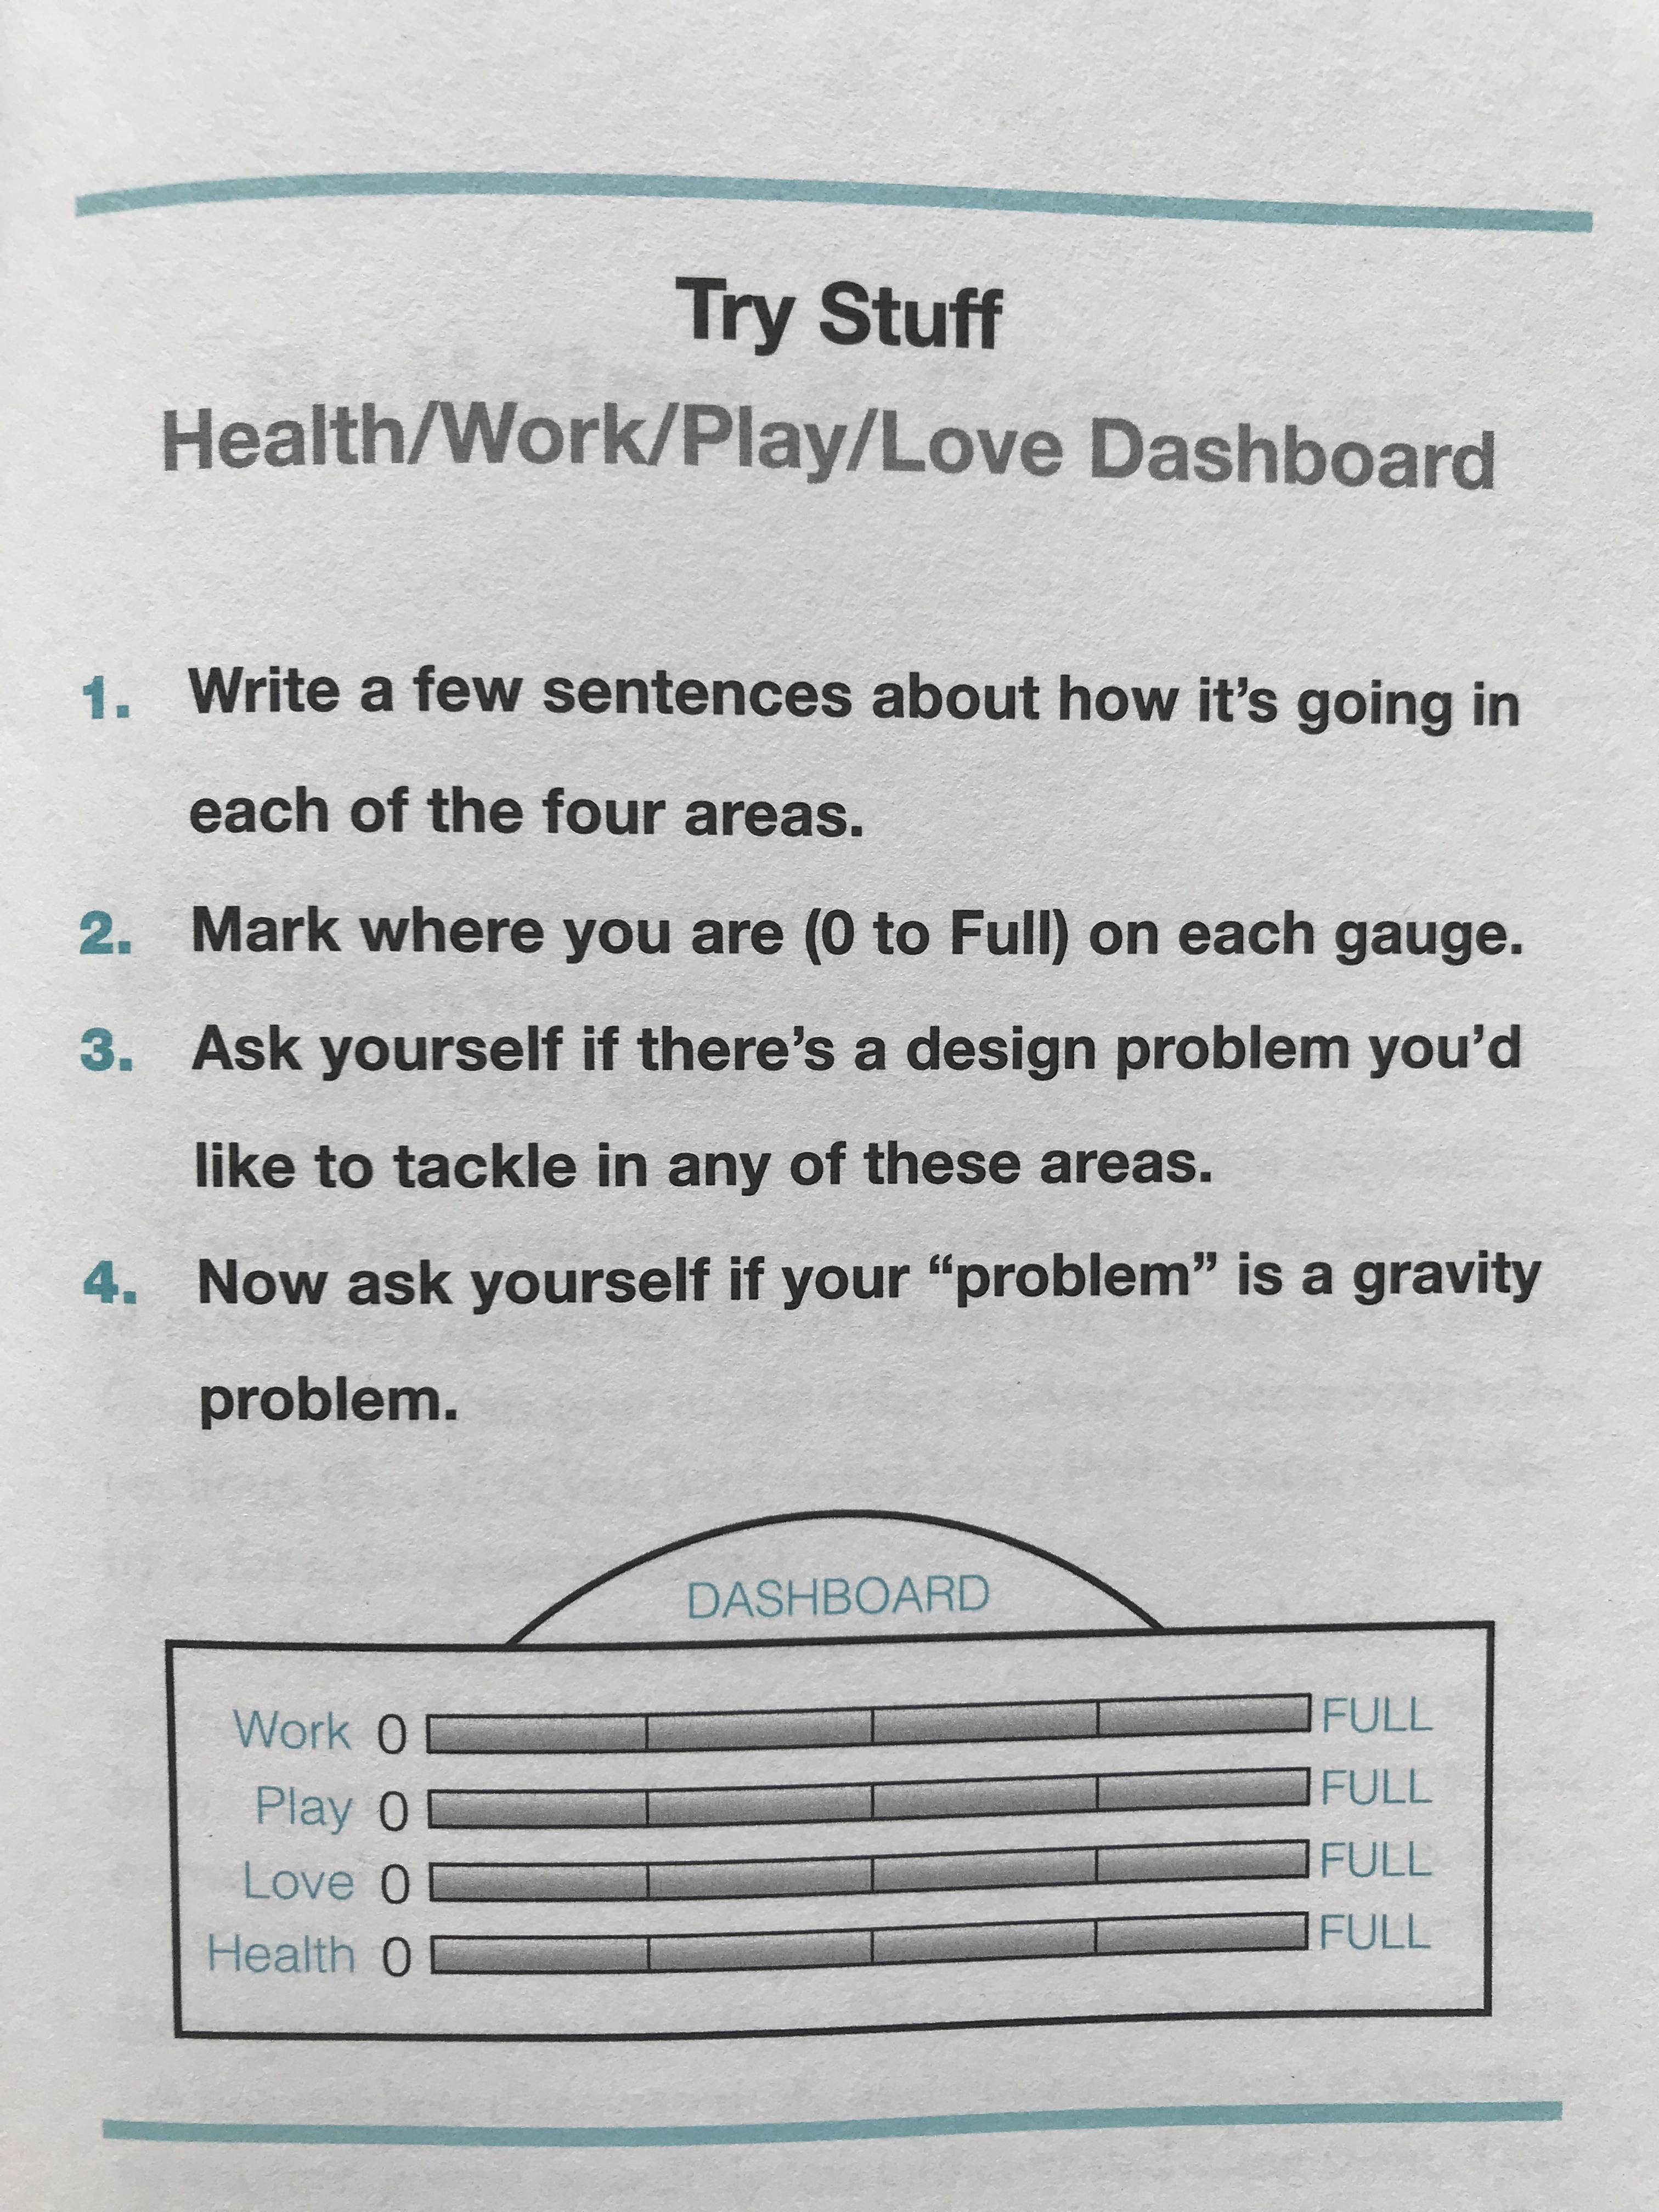 Try Stuff
Health/Work/Play/Love Dashboard
1. Write a few sentences about how it’s going in
each of the four areas.
2. Mark where you are (0 to Full) on each gauge.
3. Ask yourself if there’s a design problem you’d
like to tackle in any of these areas.
4. Now ask yourself if your “problem” is a gravity
problem.
DASHBOARD
Work 0 FULL
Play 0 FULL
Love 0 FULL
Health 0 FULL